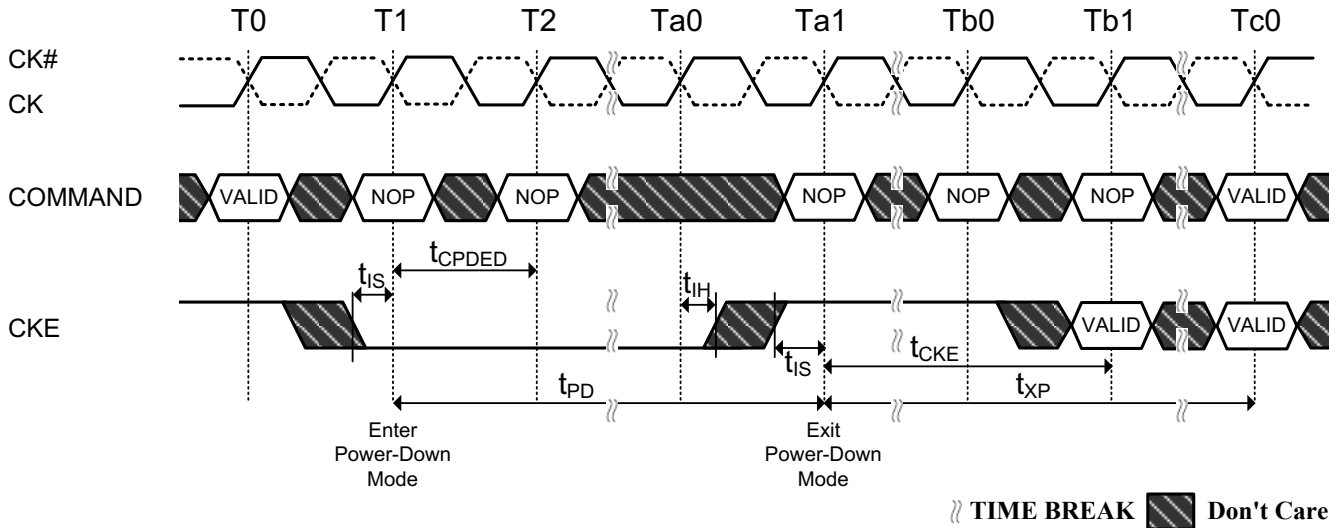 T0 T1 T2 Ta0 Ta1 Tb0 Tb1 Tc0
CK#
CK
COMMAND VALID NOP NOP NOP NOP NOP VALID
tCPDED
tIS tIH
CKE VALID VALID
tIS tCKE
tPD tXP
Enter
Power-Down
Mode
Exit
Power-Down
Mode
TIME BREAK Don't Care